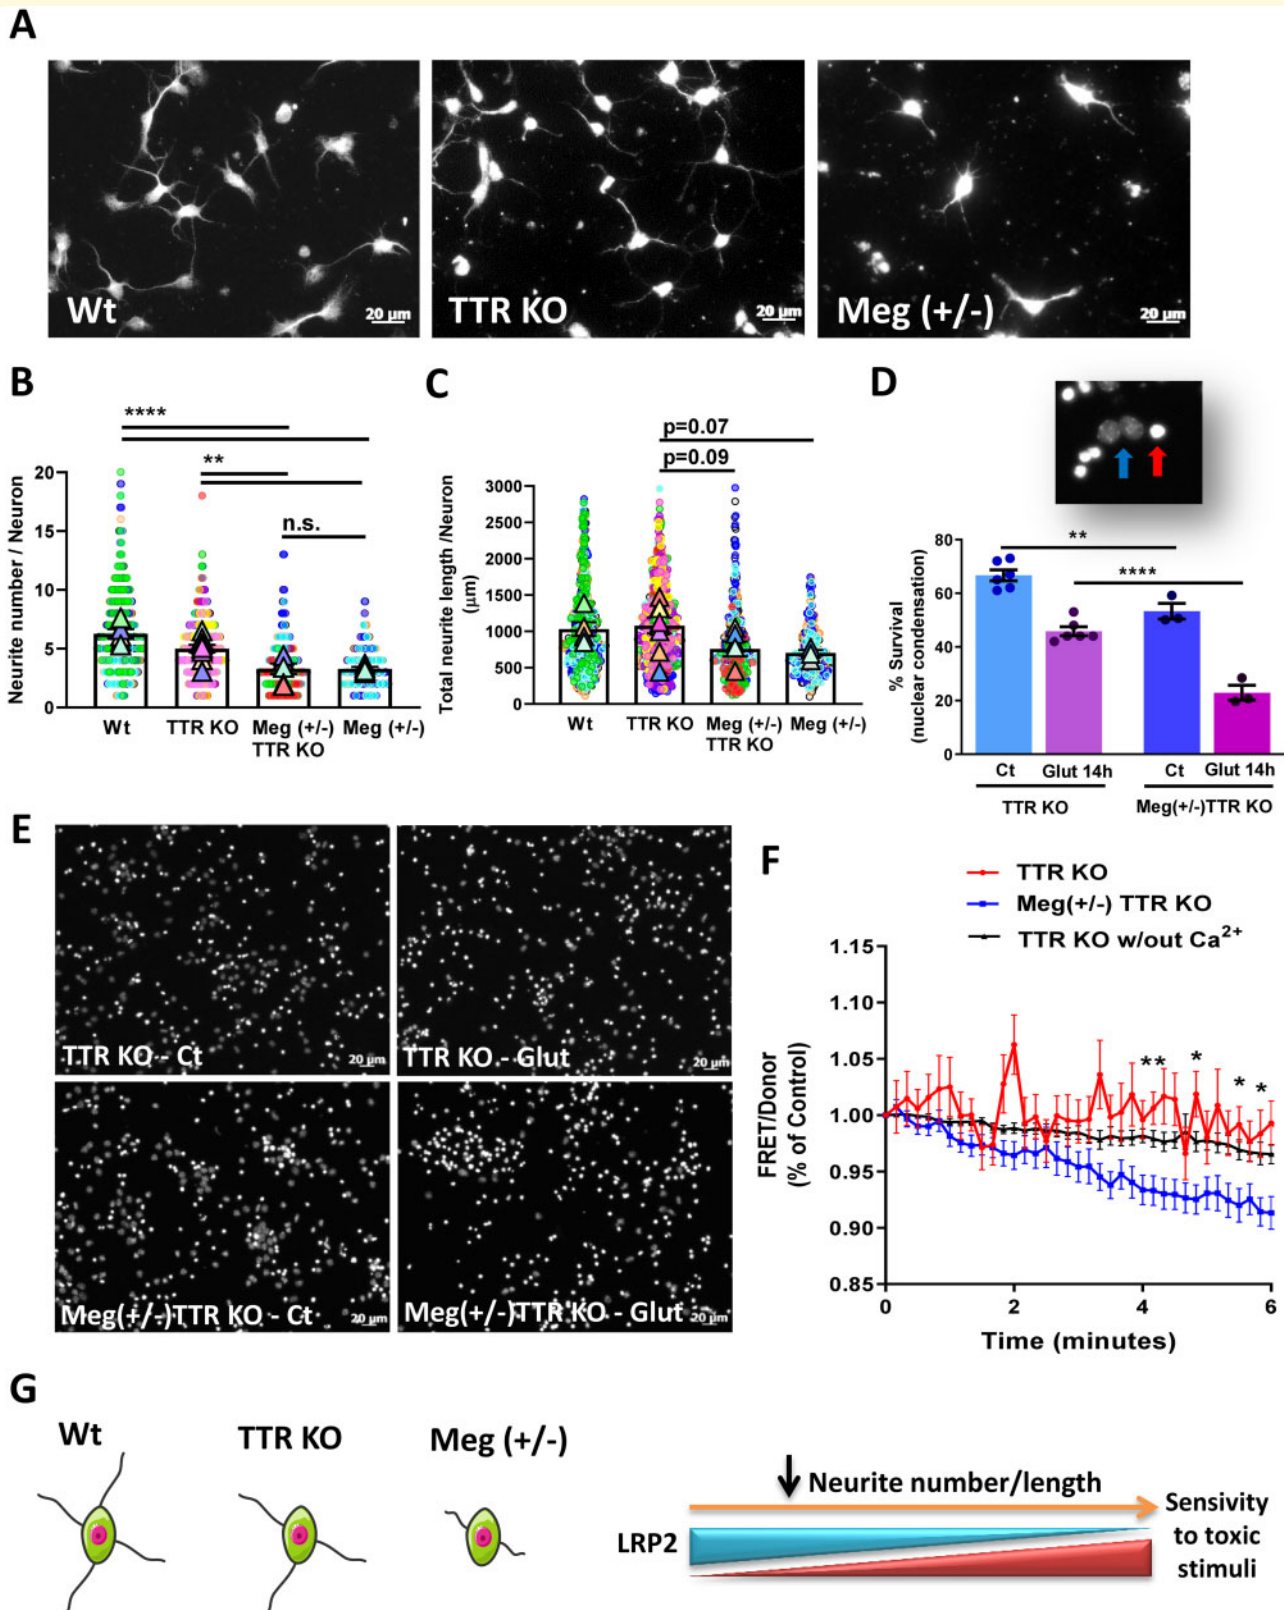 A
Wt
20 µm
TTR KO
20 µm
Meg (+/-)
20 µm
B
****
**
n.s.
Neurite number / Neuron
20
15
10
5
0
Wt
TTR KO
Meg (+/-)
TTR KO
Meg (+/-)
C
p=0.07
p=0.09
Total neurite length /Neuron
(µm)
3000
2500
2000
1500
1000
500
0
Wt
TTR KO
Meg (+/-)
TTR KO
Meg (+/-)
D
**
****
% Survival
(nuclear condensation)
80
60
40
20
0
Ct
Glut 14h
Ct
Glut 14h
TTR KO
Meg(+/-)TTR KO
E
TTR KO - Ct
20 µm
TTR KO - Glut
20 µm
Meg(+/-)TTR KO - Ct
20 µm
Meg(+/-)TTR KO - Glut
20 µm
F
TTR KO
Meg(+/-) TTR KO
TTR KO w/out Ca²⁺
FRET/Donor
(% of Control)
1.15
1.10
1.05
1.00
0.95
0.90
0.85
**
*
*
*
0
2
4
6
Time (minutes)
G
Wt
TTR KO
Meg (+/-)
Neurite number/length
LRP2
Sensivity
to toxic
stimuli